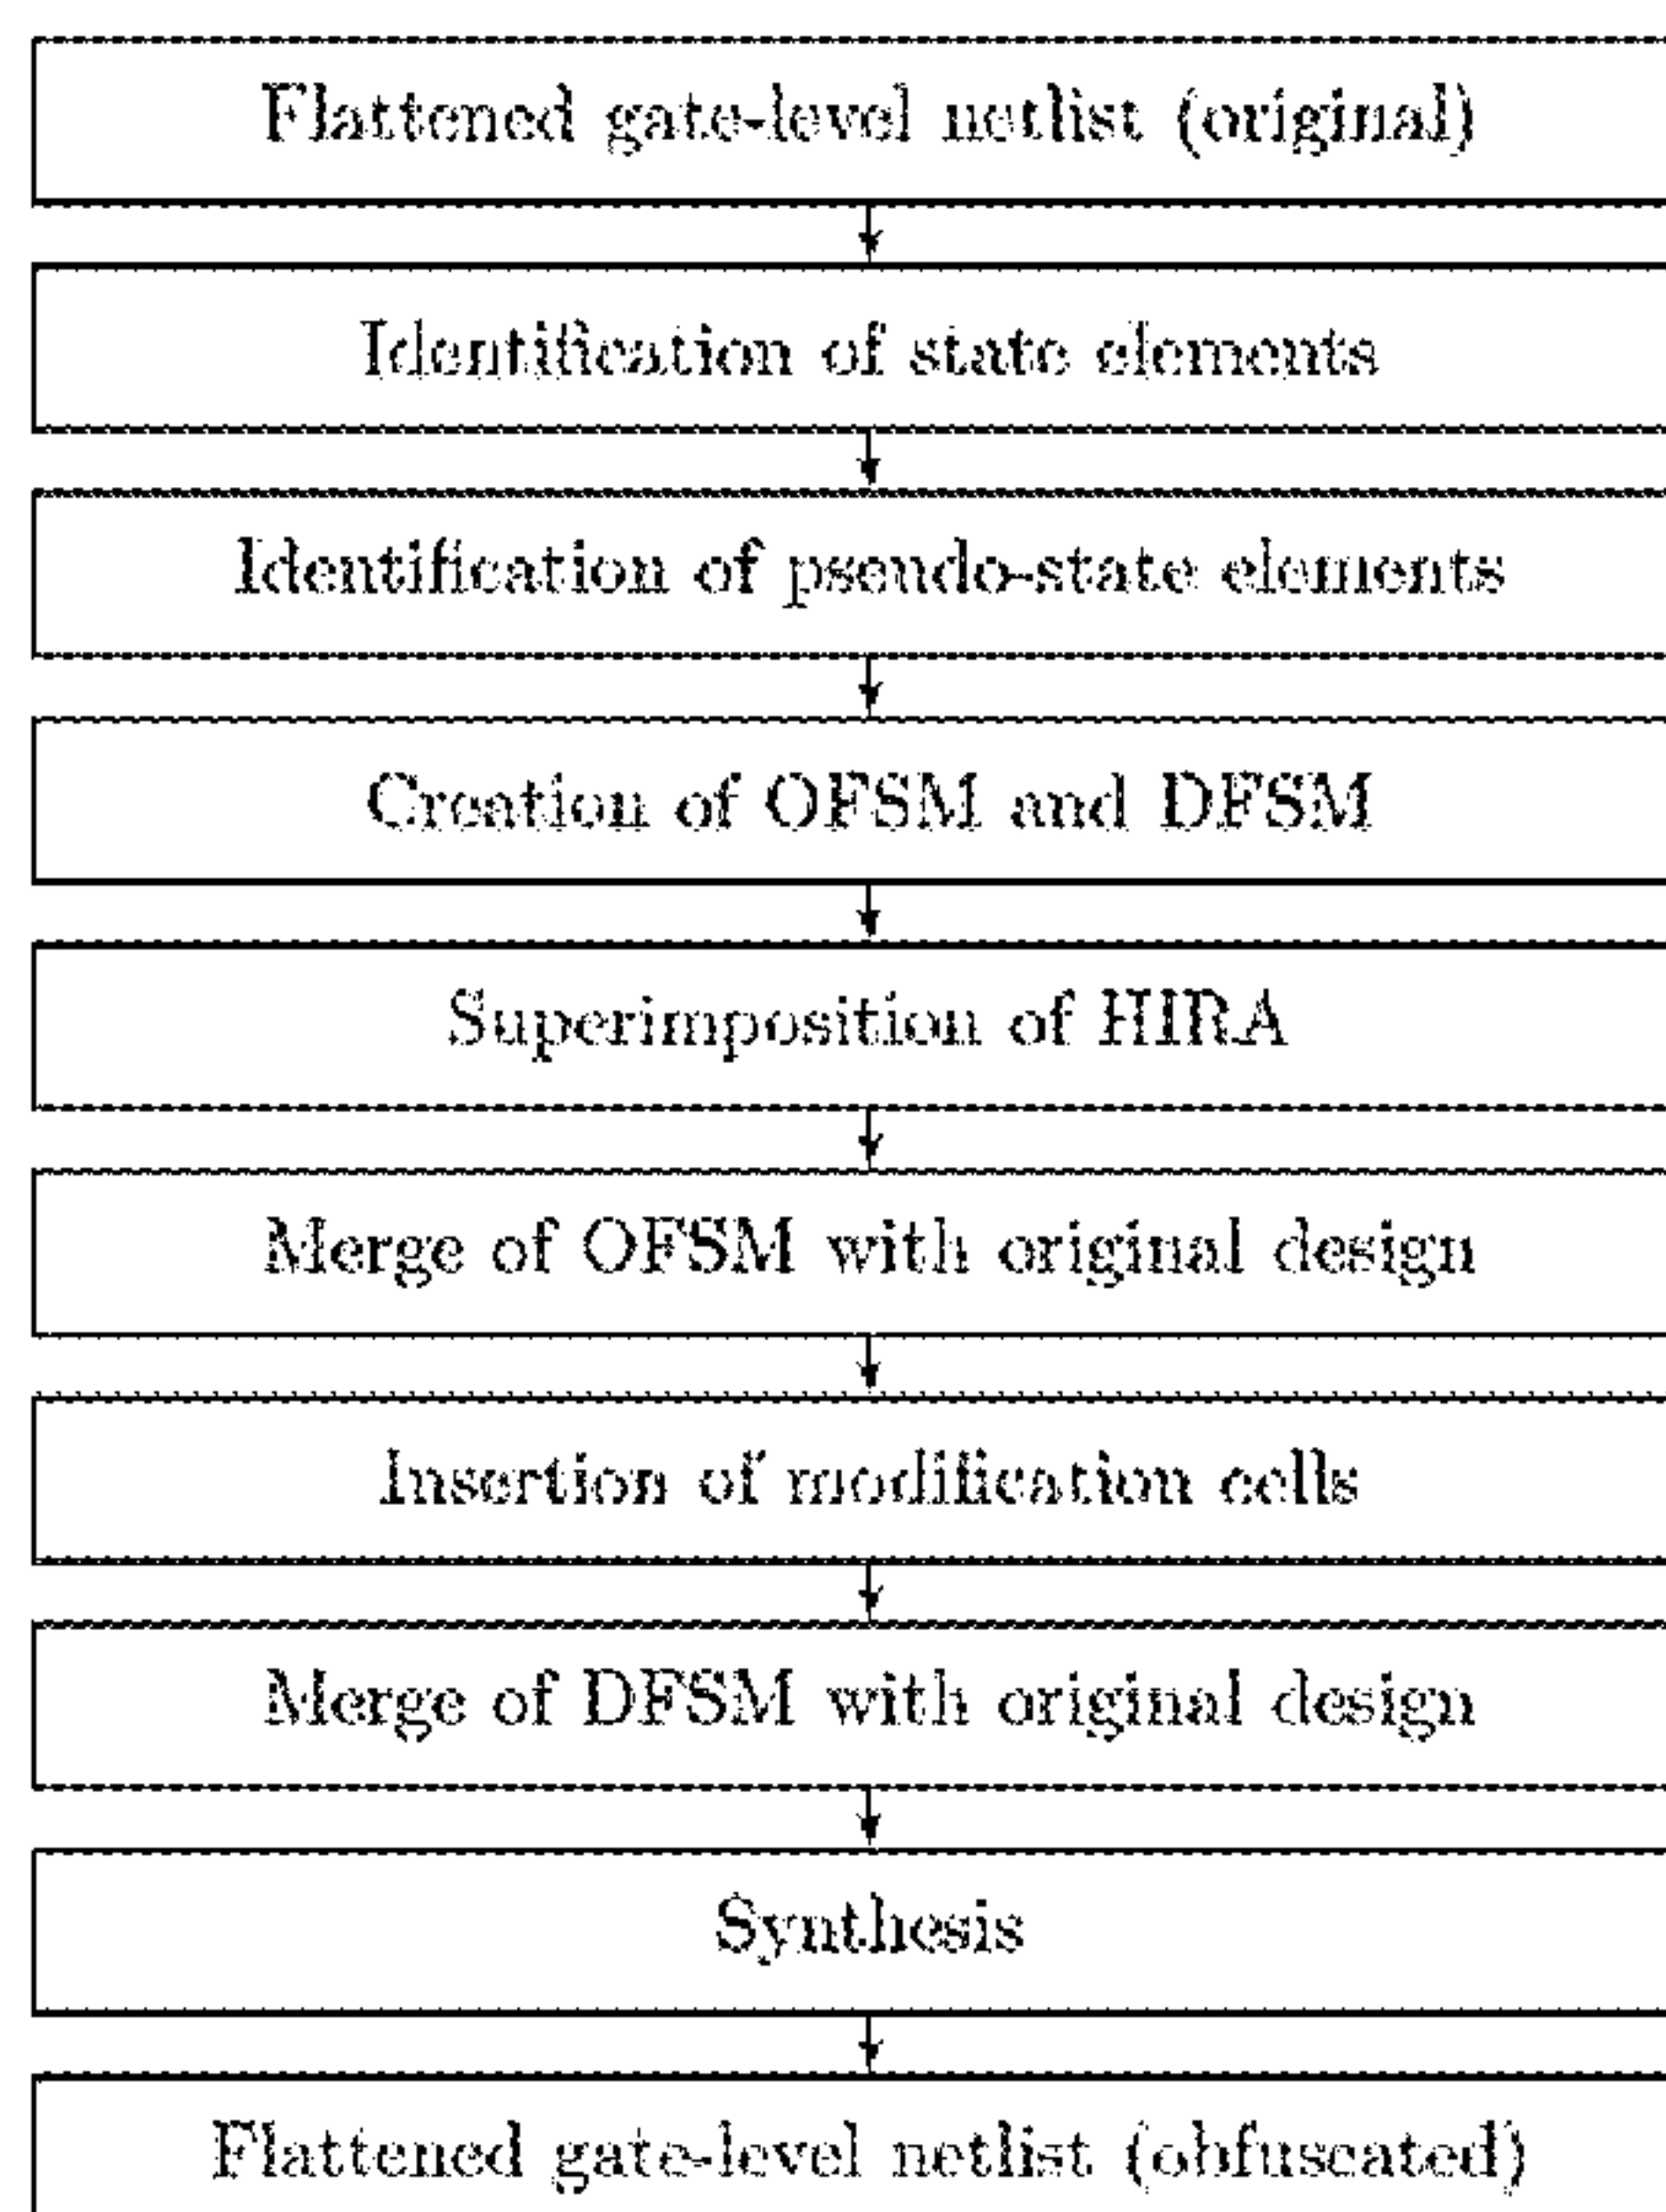 Flattened gate-level netlist (original)
Identification of state elements
Identification of pseudo-state elements
Creation of OFSM and DFSM
Superimposition of HIRA
Merge of OFSM with original design
Insertion of modification cells
Merge of DFSM with original design
Synthesis
Flattened gate-level netlist (obfuscated)